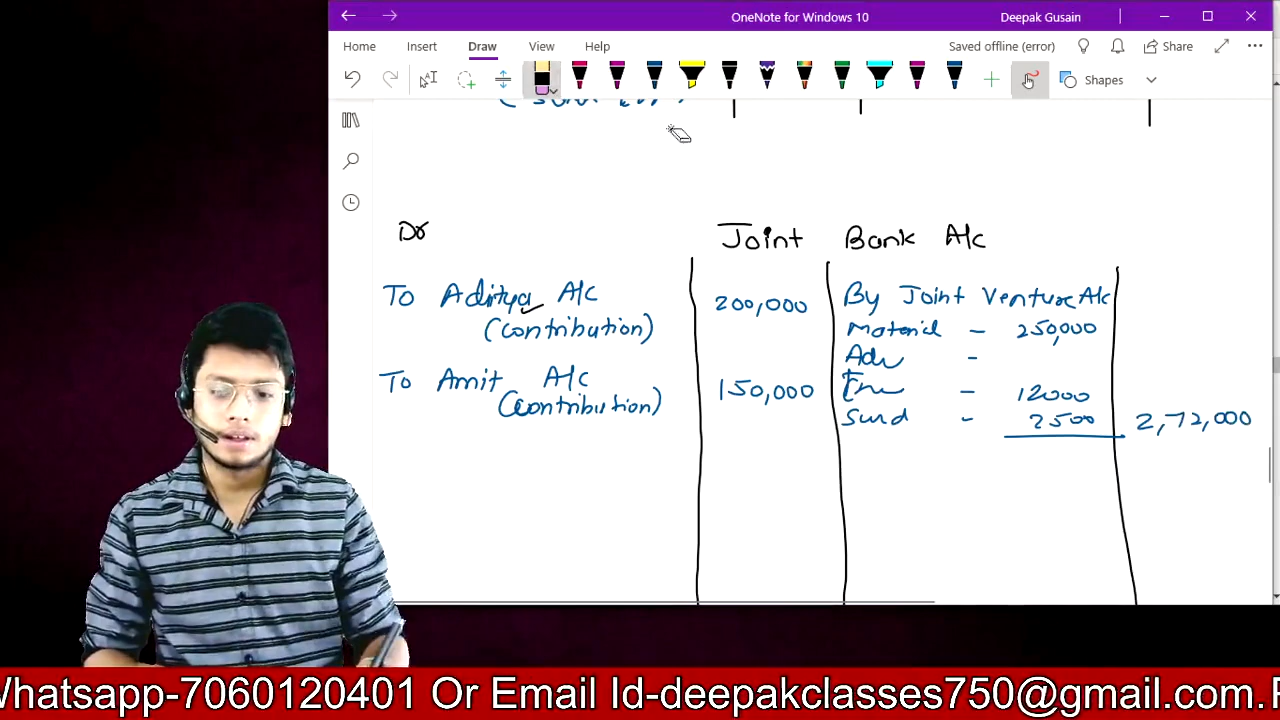 OneNote for Windows 10
Deepak Gusain
Home Insert Draw View Help
Saved offline (error)
Share
Shapes
Dr
Joint Bank A/c
To Aditya A/c
(contribution)
200,000
To Amit A/c
(contribution)
150,000
By Joint Venture A/c
Material - 250,000
Adv -
- 12000
Sund - 2500
2,72,000
Whatsapp-7060120401 Or Email Id-deepakclasses750@gmail.com.